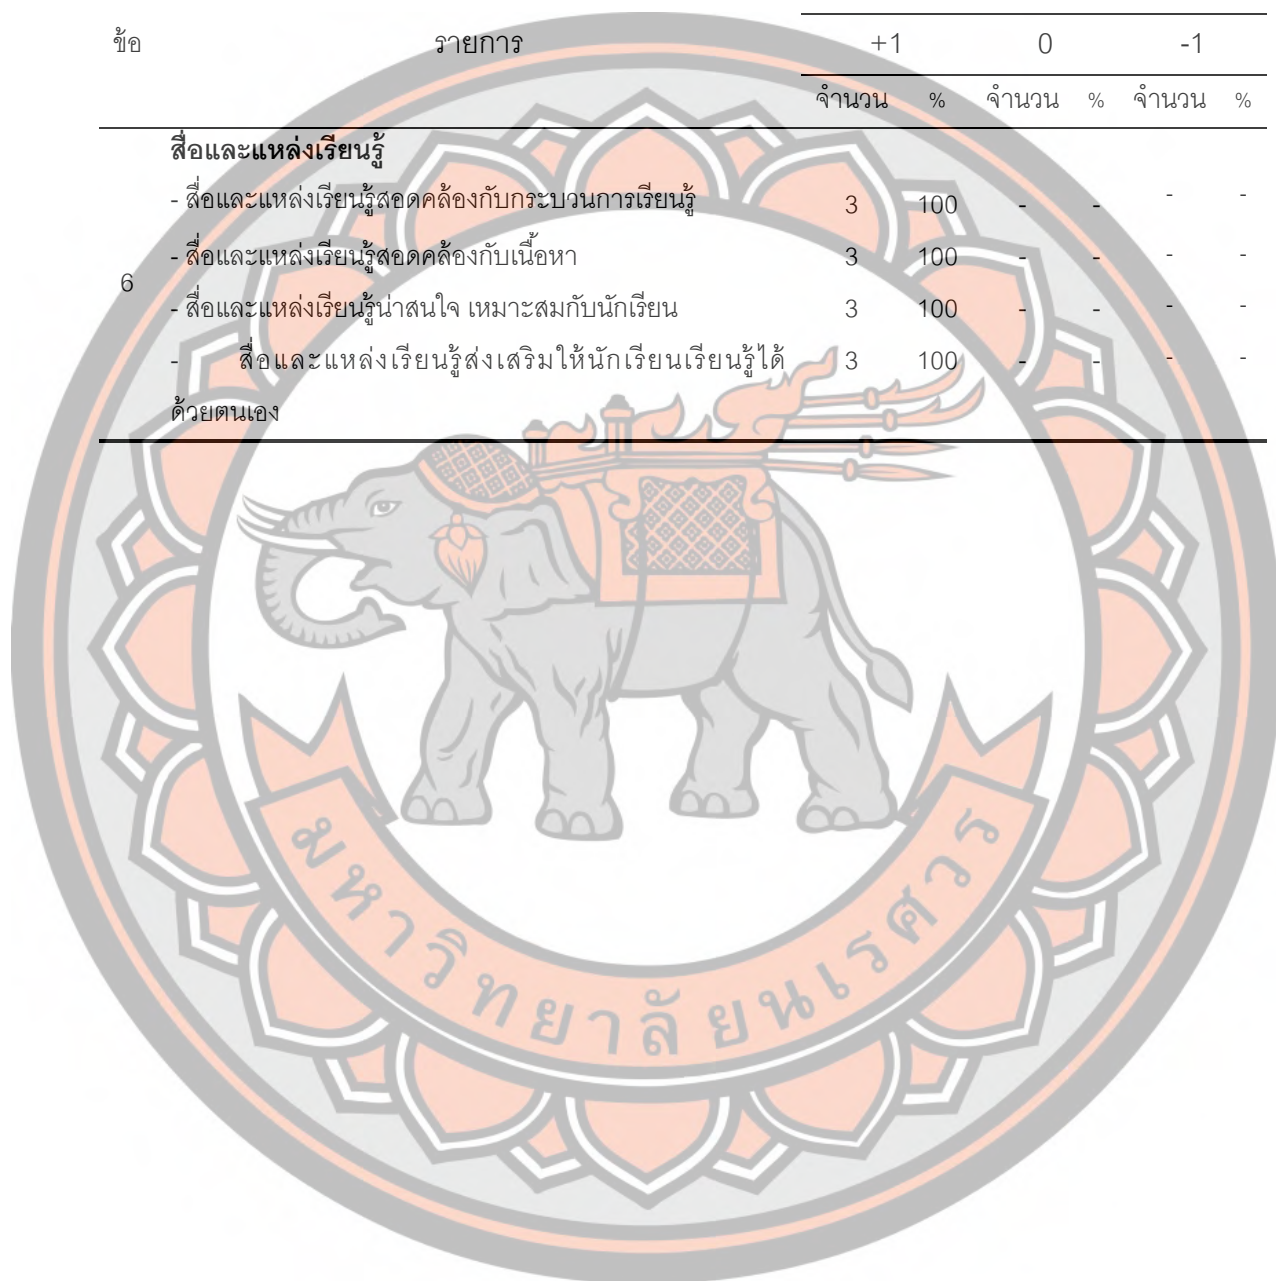 ข้อ รายการ +1 0 -1
จำนวน % จำนวน % จำนวน %
สื่อและแหล่งเรียนรู้
- สื่อและแหล่งเรียนรู้สอดคล้องกับกระบวนการเรียนรู้ 3 100 - - - -
- สื่อและแหล่งเรียนรู้สอดคล้องกับเนื้อหา 3 100 - - - -
6
- สื่อและแหล่งเรียนรู้น่าสนใจ เหมาะสมกับนักเรียน 3 100 - - - -
- สื่อและแหล่งเรียนรู้ส่งเสริมให้นักเรียนเรียนรู้ได้ 3 100 - - - -
ด้วยตนเอง
มหาวิทยาลัยนเรศวร